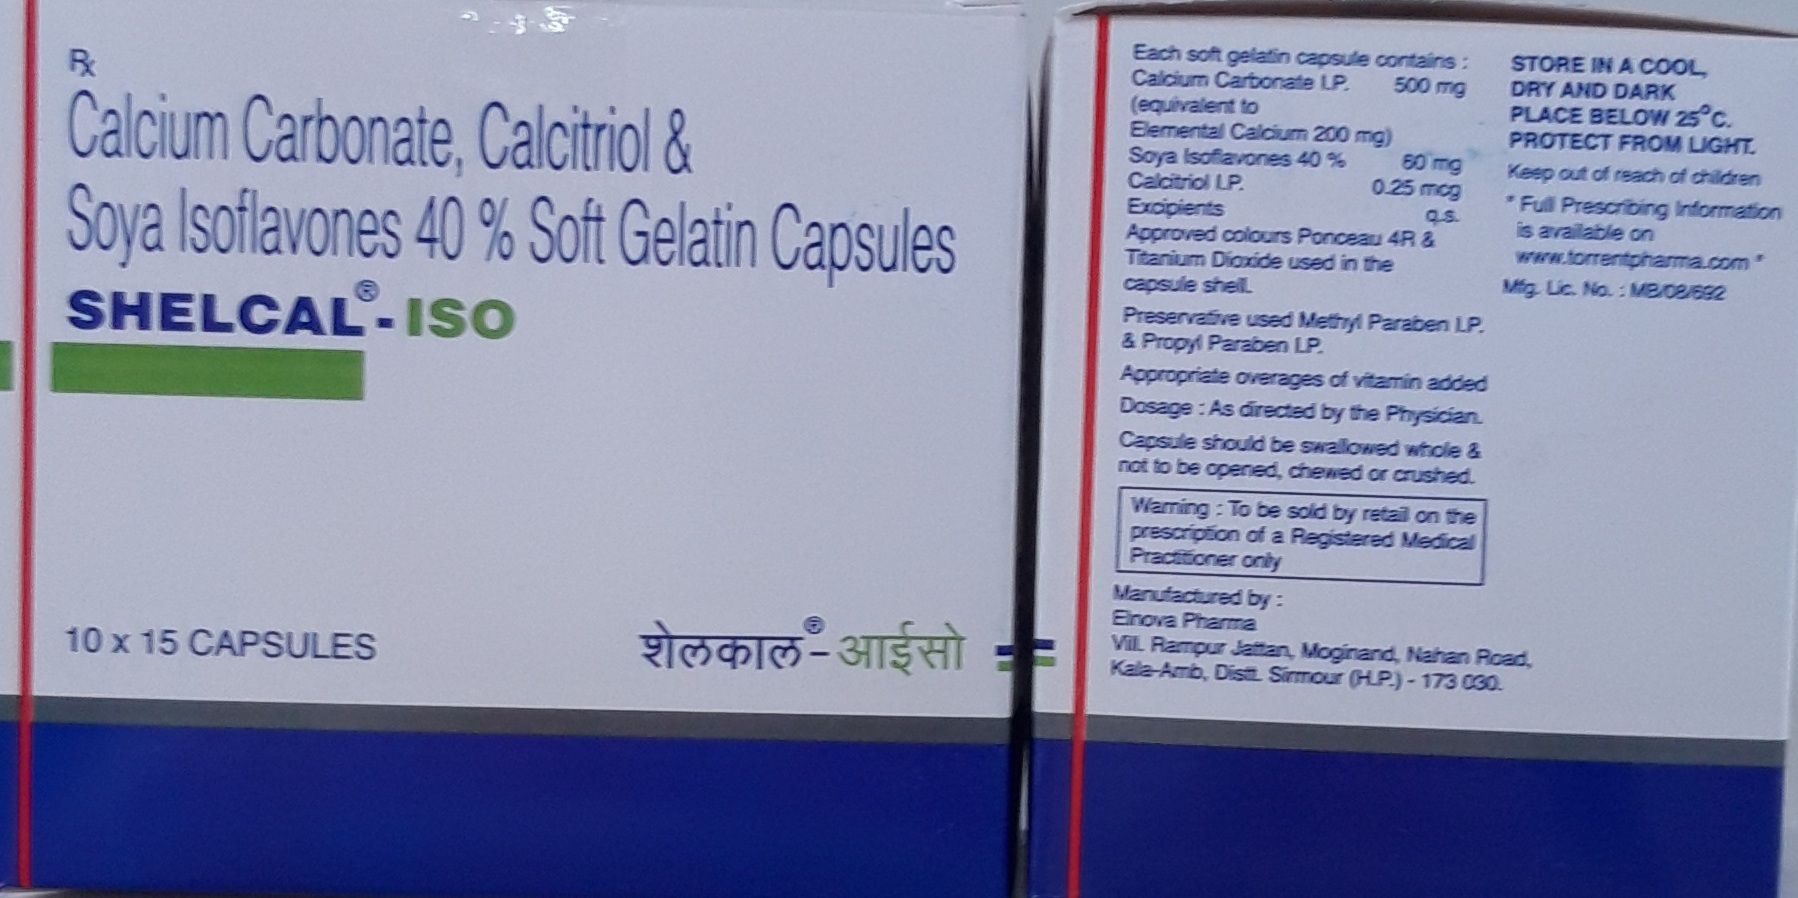 Rx
Calcium Carbonate, Calcitriol &
Soya Isoflavones 40 % Soft Gelatin Capsules
SHELCAL®-ISO
10 x 15 CAPSULES
शेलकाल®-आईसो
Each soft gelatin capsule contains :
Calcium Carbonate I.P. 500 mg
(equivalent to
Elemental Calcium 200 mg)
Soya Isoflavones 40 % 60 mg
Calcitriol I.P. 0.25 mcg
Excipients q.s.
Approved colours Ponceau 4R &
Titanium Dioxide used in the
capsule shell.
Preservative used Methyl Paraben I.P.
& Propyl Paraben I.P.
Appropriate overages of vitamin added
Dosage : As directed by the Physician.
Capsule should be swallowed whole &
not to be opened, chewed or crushed.
Warning : To be sold by retail on the
prescription of a Registered Medical
Practitioner only
Manufactured by :
Elnova Pharma
Vill. Rampur Jattan, Moginand, Nahan Road,
Kala-Amb, Distt. Sirmour (H.P.) - 173 030.
STORE IN A COOL,
DRY AND DARK
PLACE BELOW 25°C.
PROTECT FROM LIGHT.
Keep out of reach of children
* Full Prescribing Information
is available on
www.torrentpharma.com *
Mfg. Lic. No. : MB/08/692